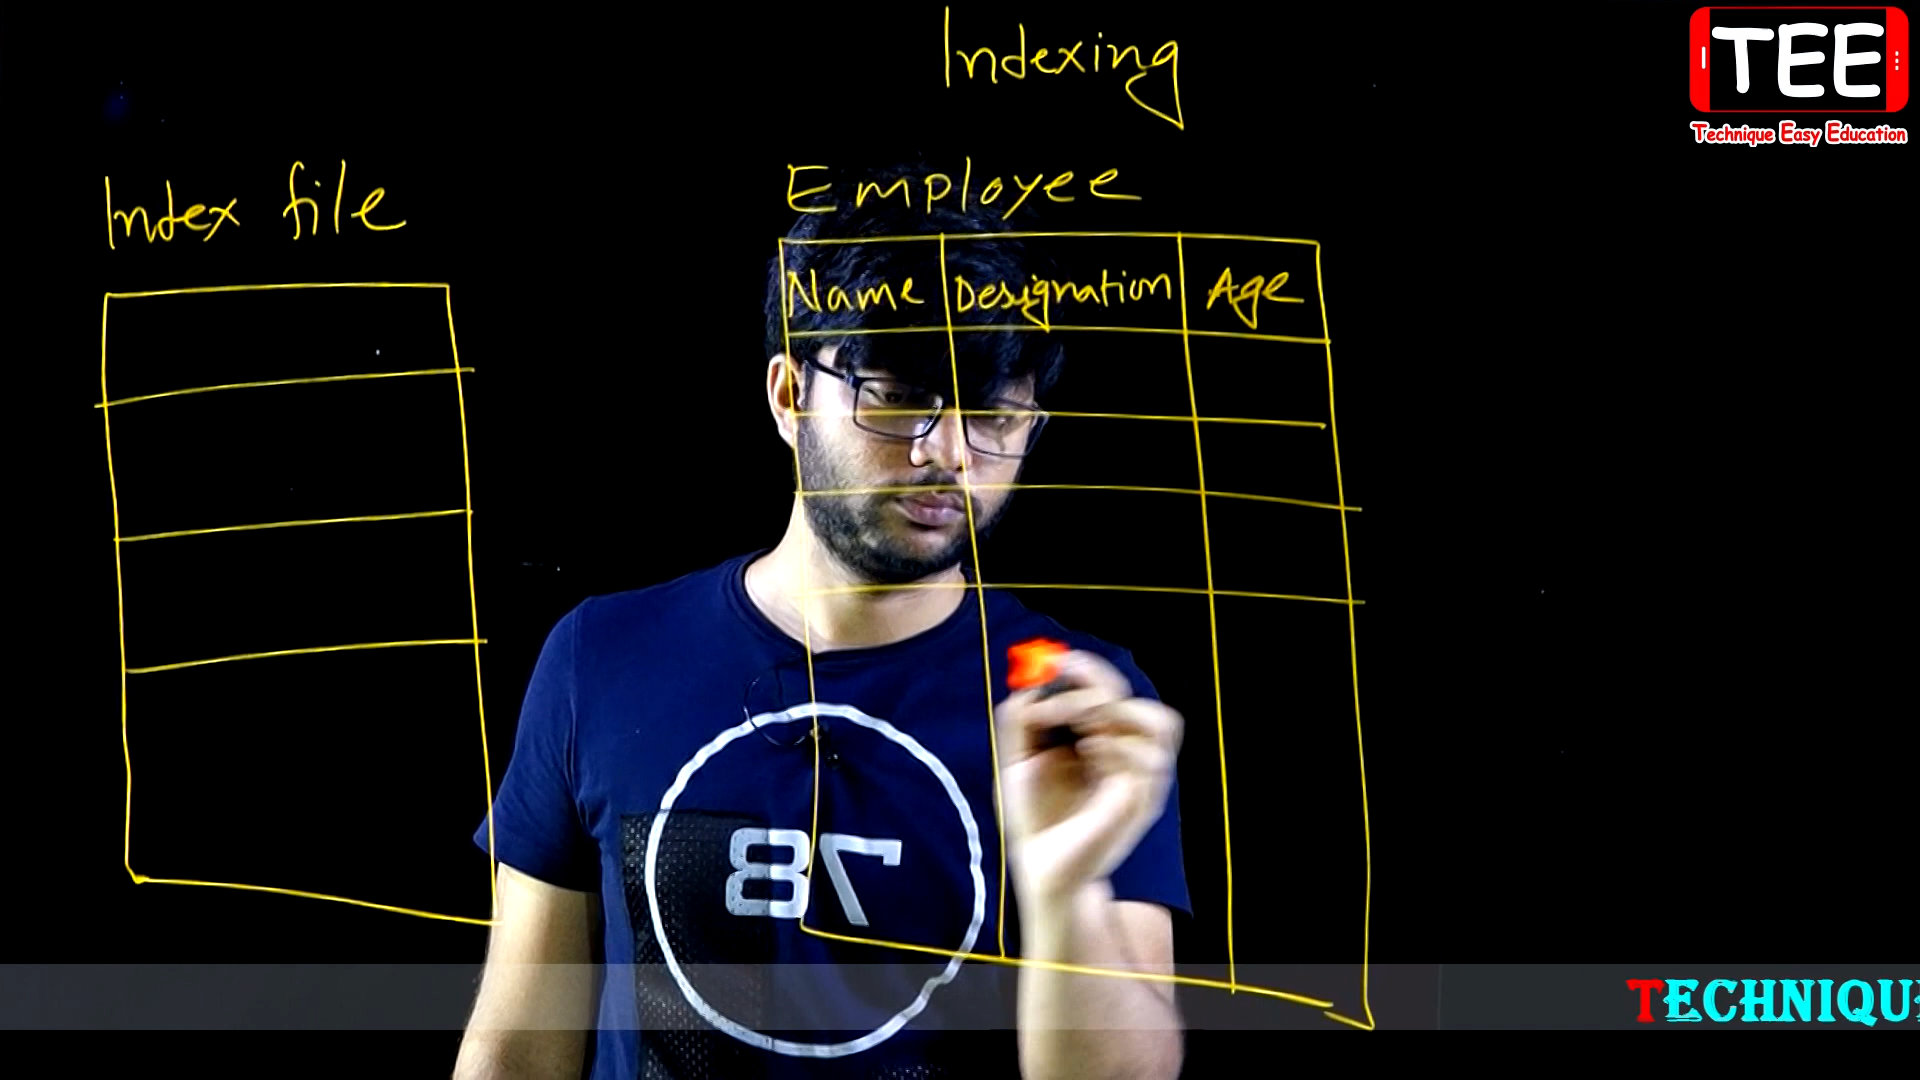 Indexing
TEE
Technique Easy Education
Employee
Index file
Name Designation Age
78
TECHNIQU